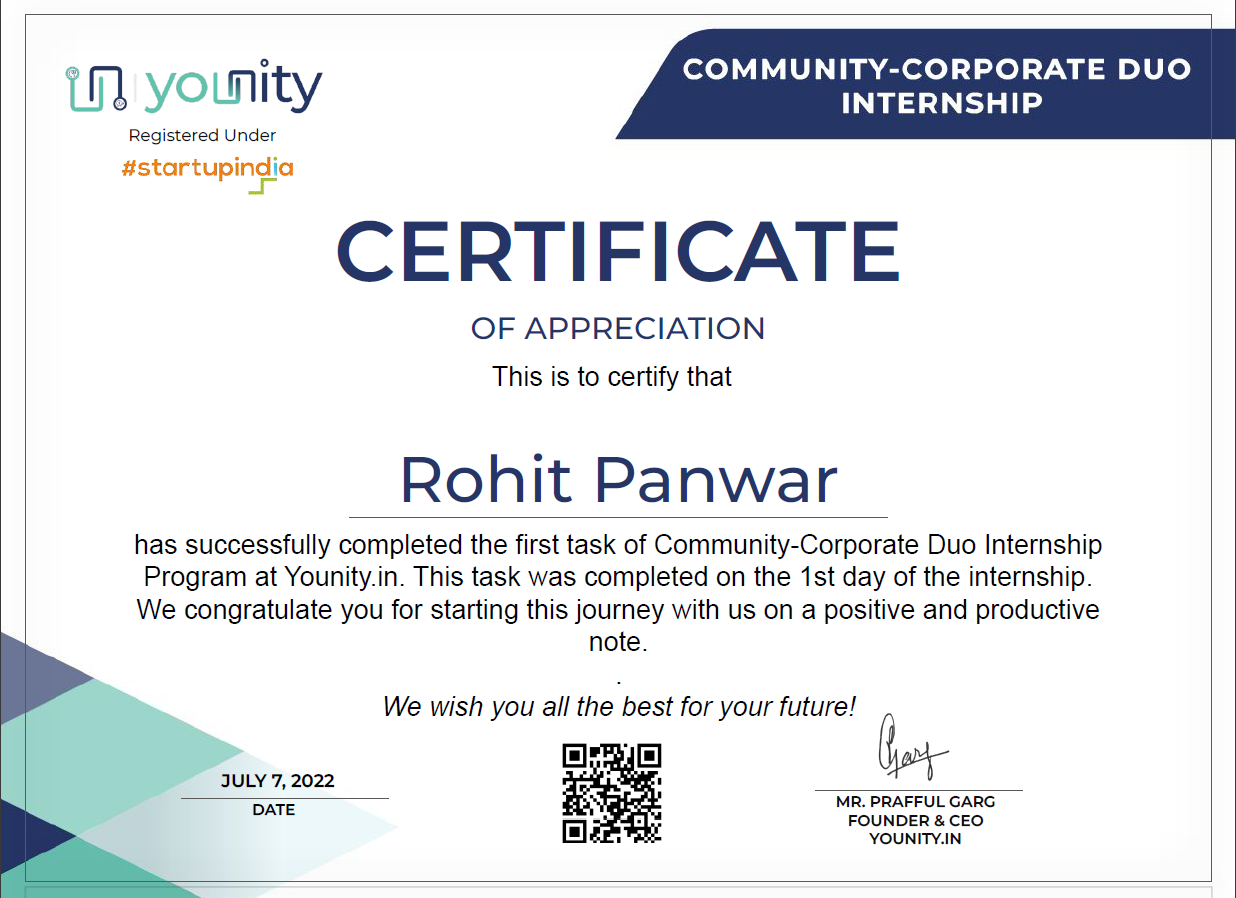 younity
COMMUNITY-CORPORATE DUO
INTERNSHIP
Registered Under
#startupindia
CERTIFICATE
OF APPRECIATION
This is to certify that
Rohit Panwar
has successfully completed the first task of Community-Corporate Duo Internship
Program at Younity.in. This task was completed on the 1st day of the internship.
We congratulate you for starting this journey with us on a positive and productive
note.
.
We wish you all the best for your future!
JULY 7, 2022
DATE
Garg
MR. PRAFFUL GARG
FOUNDER & CEO
YOUNITY.IN